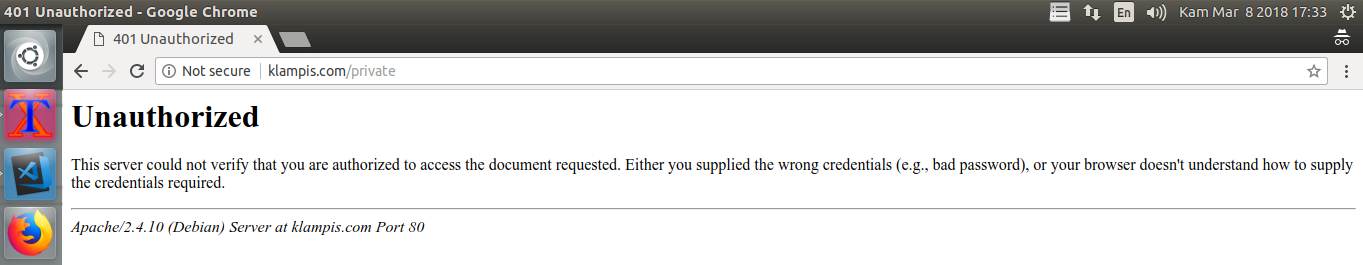 401 Unauthorized - Google Chrome
En
Kam Mar 8 2018 17:33
401 Unauthorized
Not secure
klampis.com/private
Unauthorized
This server could not verify that you are authorized to access the document requested. Either you supplied the wrong credentials (e.g., bad password), or your browser doesn't understand how to supply
the credentials required.
Apache/2.4.10 (Debian) Server at klampis.com Port 80